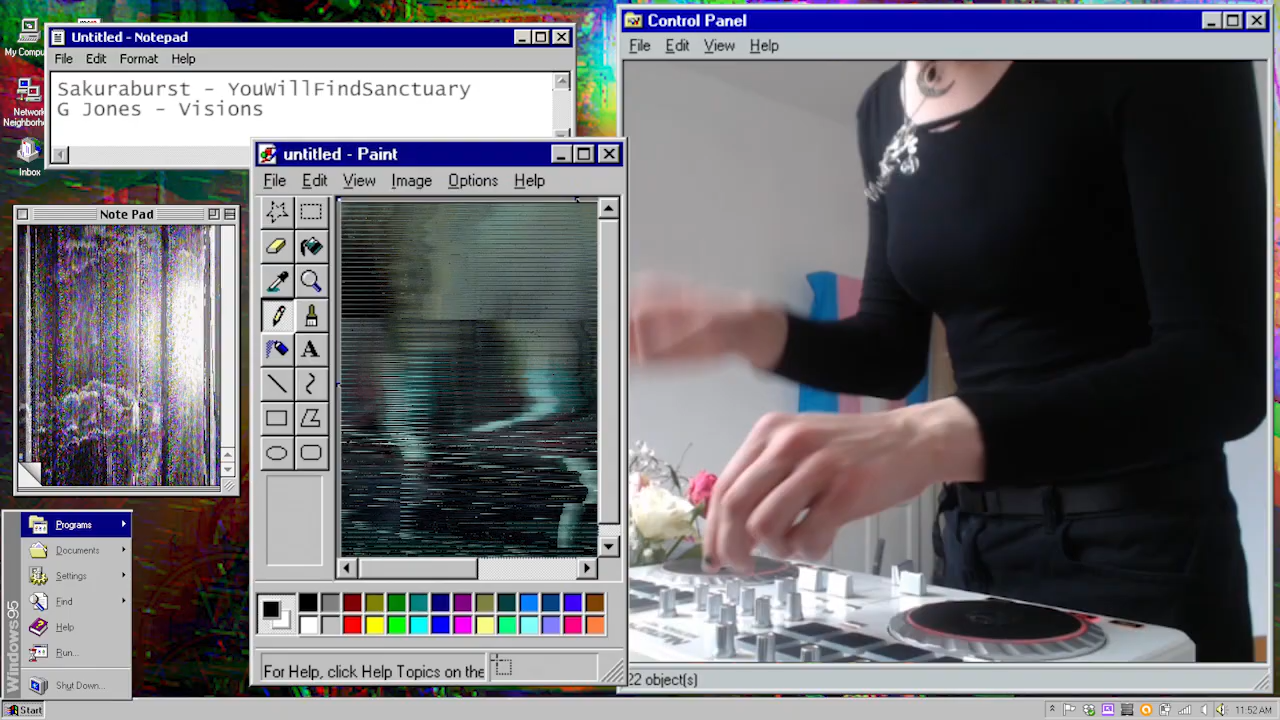 My Compu
Network
Neighborho
Inbox
Untitled - Notepad
File Edit Format Help
Sakuraburst - YouWillFindSanctuary
G Jones - Visions
Note Pad
untitled - Paint
File Edit View Image Options Help
For Help, click Help Topics on the
Control Panel
File Edit View Help
22 object(s)
Windows95
Programs
Documents
Settings
Find
Help
Run...
Shut Down...
Start
11:52 AM